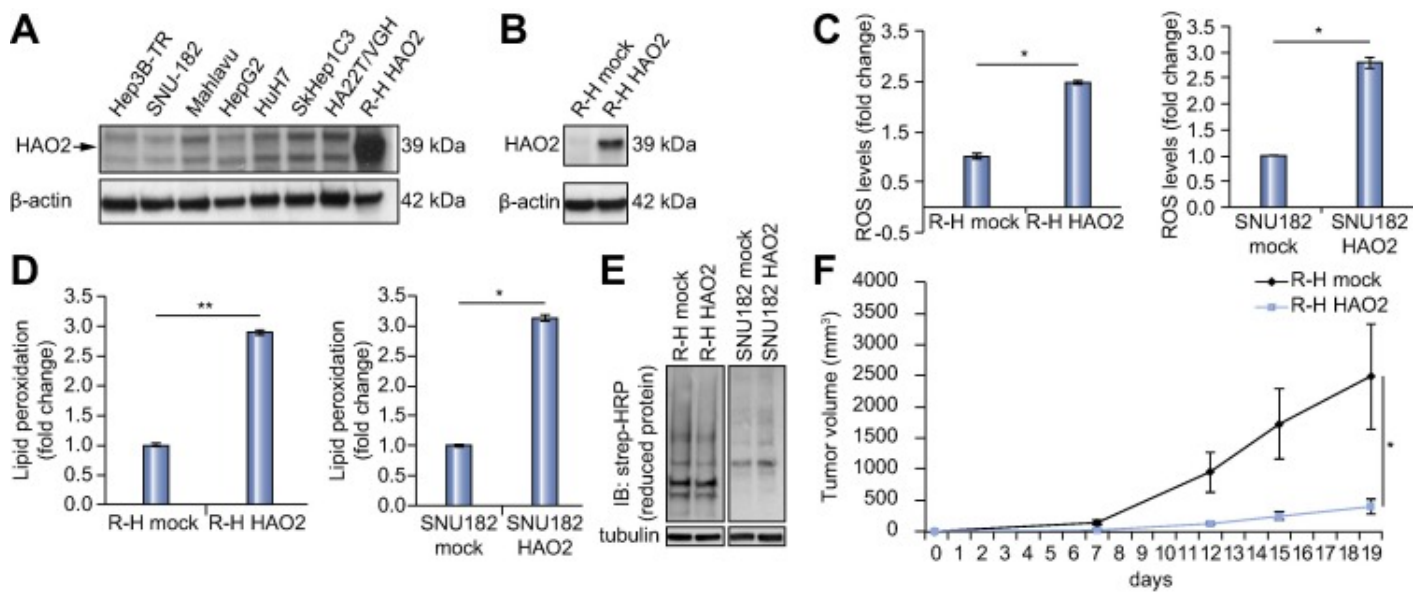 A
Hep3B-TR
SNU-182
Mahlavu
HepG2
HuH7
SkHep1C3
HA22T/VGH
R-H HAO2
HAO2
39 kDa
β-actin
42 kDa
B
R-H mock
R-H HAO2
HAO2
39 kDa
β-actin
42 kDa
C
ROS levels (fold change)
3.5
2.5
1.5
0.5
-0.5
*
R-H mock
R-H HAO2
ROS levels (fold change)
3.5
3.0
2.5
2.0
1.5
1.0
0.5
0.0
*
SNU182
mock
SNU182
HAO2
D
Lipid peroxidation
(fold change)
3.5
3.0
2.5
2.0
1.5
1.0
0.5
0.0
**
R-H mock
R-H HAO2
Lipid peroxidation
(fold change)
3.5
3.0
2.5
2.0
1.5
1.0
0.5
0.0
*
SNU182
mock
SNU182
HAO2
E
R-H mock
R-H HAO2
SNU182 mock
SNU182 HAO2
IB: strep-HRP
(reduced protein)
tubulin
F
R-H mock
R-H HAO2
Tumor volume (mm³)
4000
3500
3000
2500
2000
1500
1000
500
0
*
0 1 2 3 4 5 6 7 8 9 10 11 12 13 14 15 16 17 18 19
days